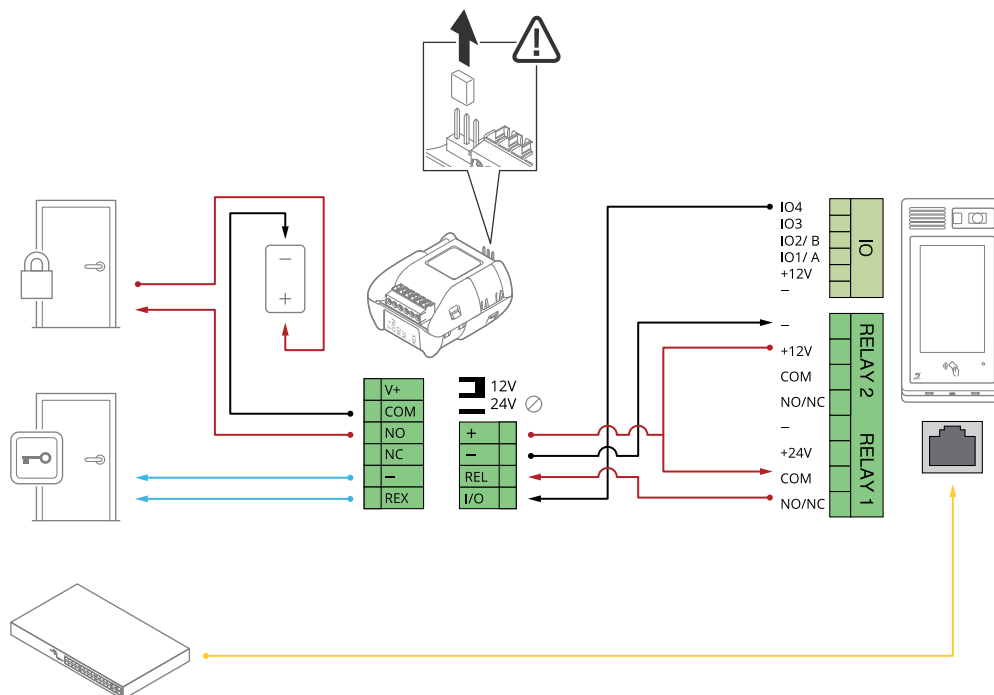 !
−
+
V+
COM
NO
NC
−
REX
12V
24V
+
−
REL
I/O
IO4
IO3
IO2/ B
IO1/ A
+12V
−
IO
−
+12V
COM
NO/NC
−
+24V
COM
NO/NC
RELAY 2
RELAY 1